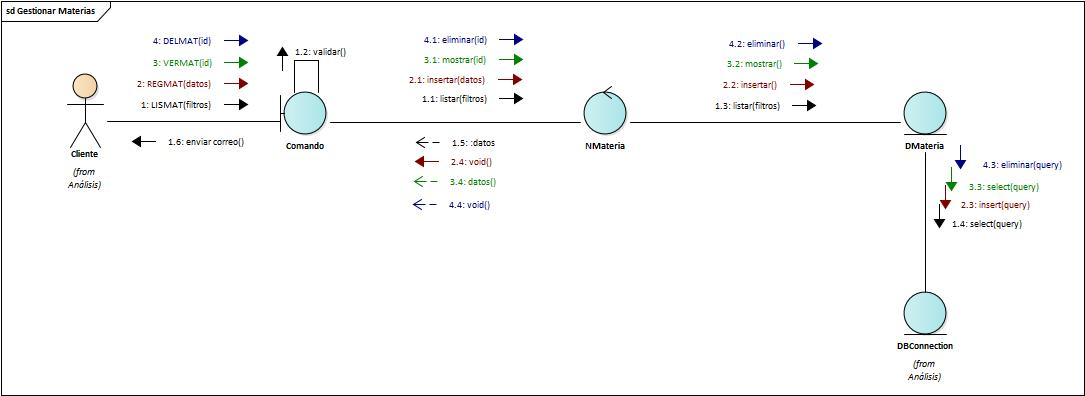 sd Gestionar Materias
4: DELMAT(id)
3: VERMAT(id)
2: REGMAT(datos)
1: LISMAT(filtros)
1.6: enviar correo()
Cliente
(from
Análisis)
1.2: validar()
Comando
4.1: eliminar(id)
3.1: mostrar(id)
2.1: insertar(datos)
1.1: listar(filtros)
1.5: :datos
2.4: void()
3.4: datos()
4.4: void()
NMateria
4.2: eliminar()
3.2: mostrar()
2.2: insertar()
1.3: listar(filtros)
DMateria
4.3: eliminar(query)
3.3: select(query)
2.3: insert(query)
1.4: select(query)
DBConnection
(from
Análisis)